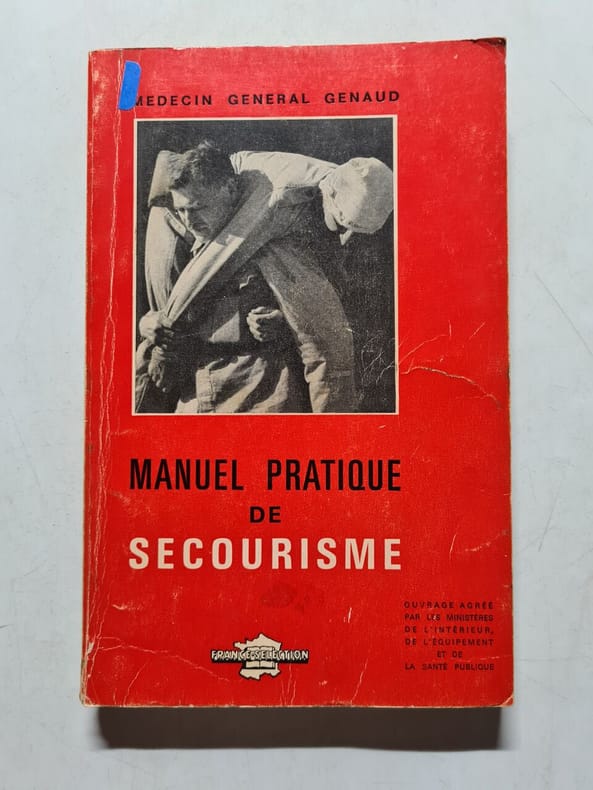 MEDECIN GENERAL GENAUD
MANUEL PRATIQUE
DE
SECOURISME
OUVRAGE AGRÉÉ
PAR LES MINISTÈRES
DE L'INTÉRIEUR,
DE L'ÉQUIPEMENT
ET DE
LA SANTÉ PUBLIQUE
FRANCE-SÉLECTION